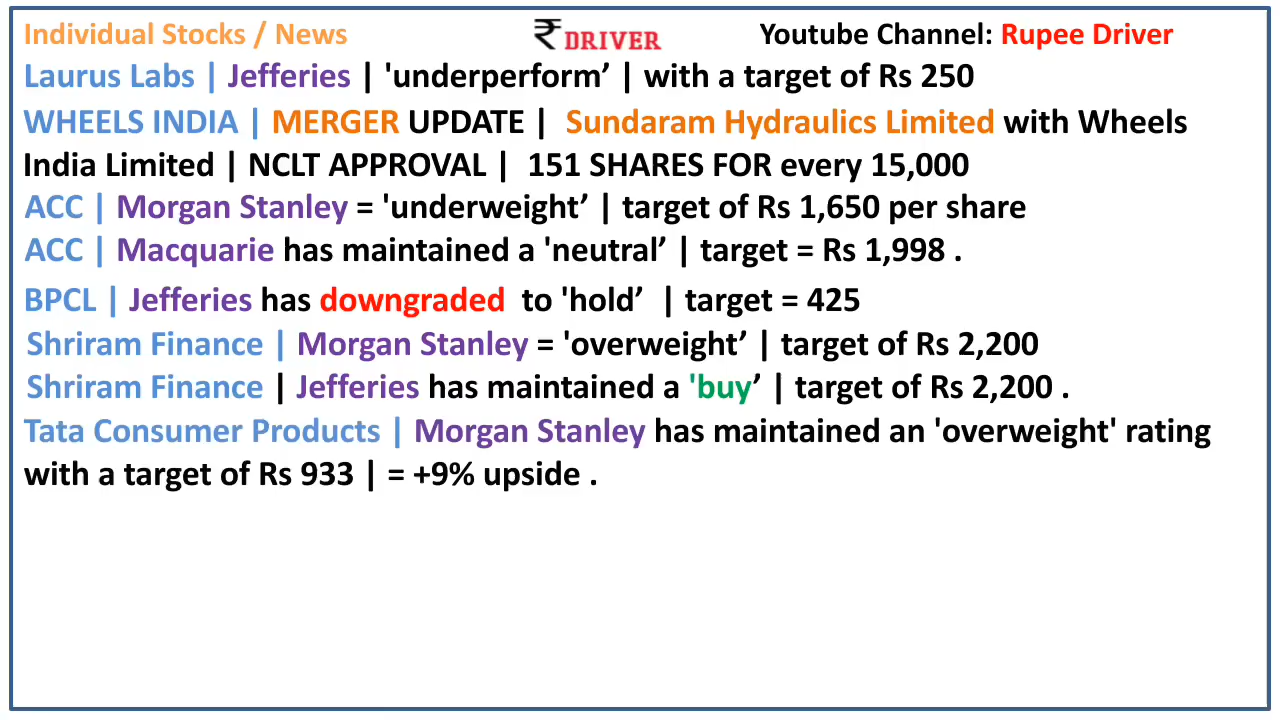 Individual Stocks / News ₹ DRIVER Youtube Channel: Rupee Driver
Laurus Labs | Jefferies | 'underperform’ | with a target of Rs 250
WHEELS INDIA | MERGER UPDATE | Sundaram Hydraulics Limited with Wheels
India Limited | NCLT APPROVAL | 151 SHARES FOR every 15,000
ACC | Morgan Stanley = 'underweight’ | target of Rs 1,650 per share
ACC | Macquarie has maintained a 'neutral’ | target = Rs 1,998 .
BPCL | Jefferies has downgraded to 'hold’ | target = 425
Shriram Finance | Morgan Stanley = 'overweight’ | target of Rs 2,200
Shriram Finance | Jefferies has maintained a 'buy’ | target of Rs 2,200 .
Tata Consumer Products | Morgan Stanley has maintained an 'overweight' rating
with a target of Rs 933 | = +9% upside .